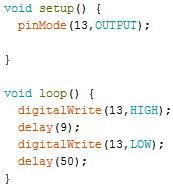 void setup() {
  pinMode(13,OUTPUT);
}
void loop() {
  digitalWrite(13,HIGH);
  delay(9);
  digitalWrite(13,LOW);
  delay(50);
}